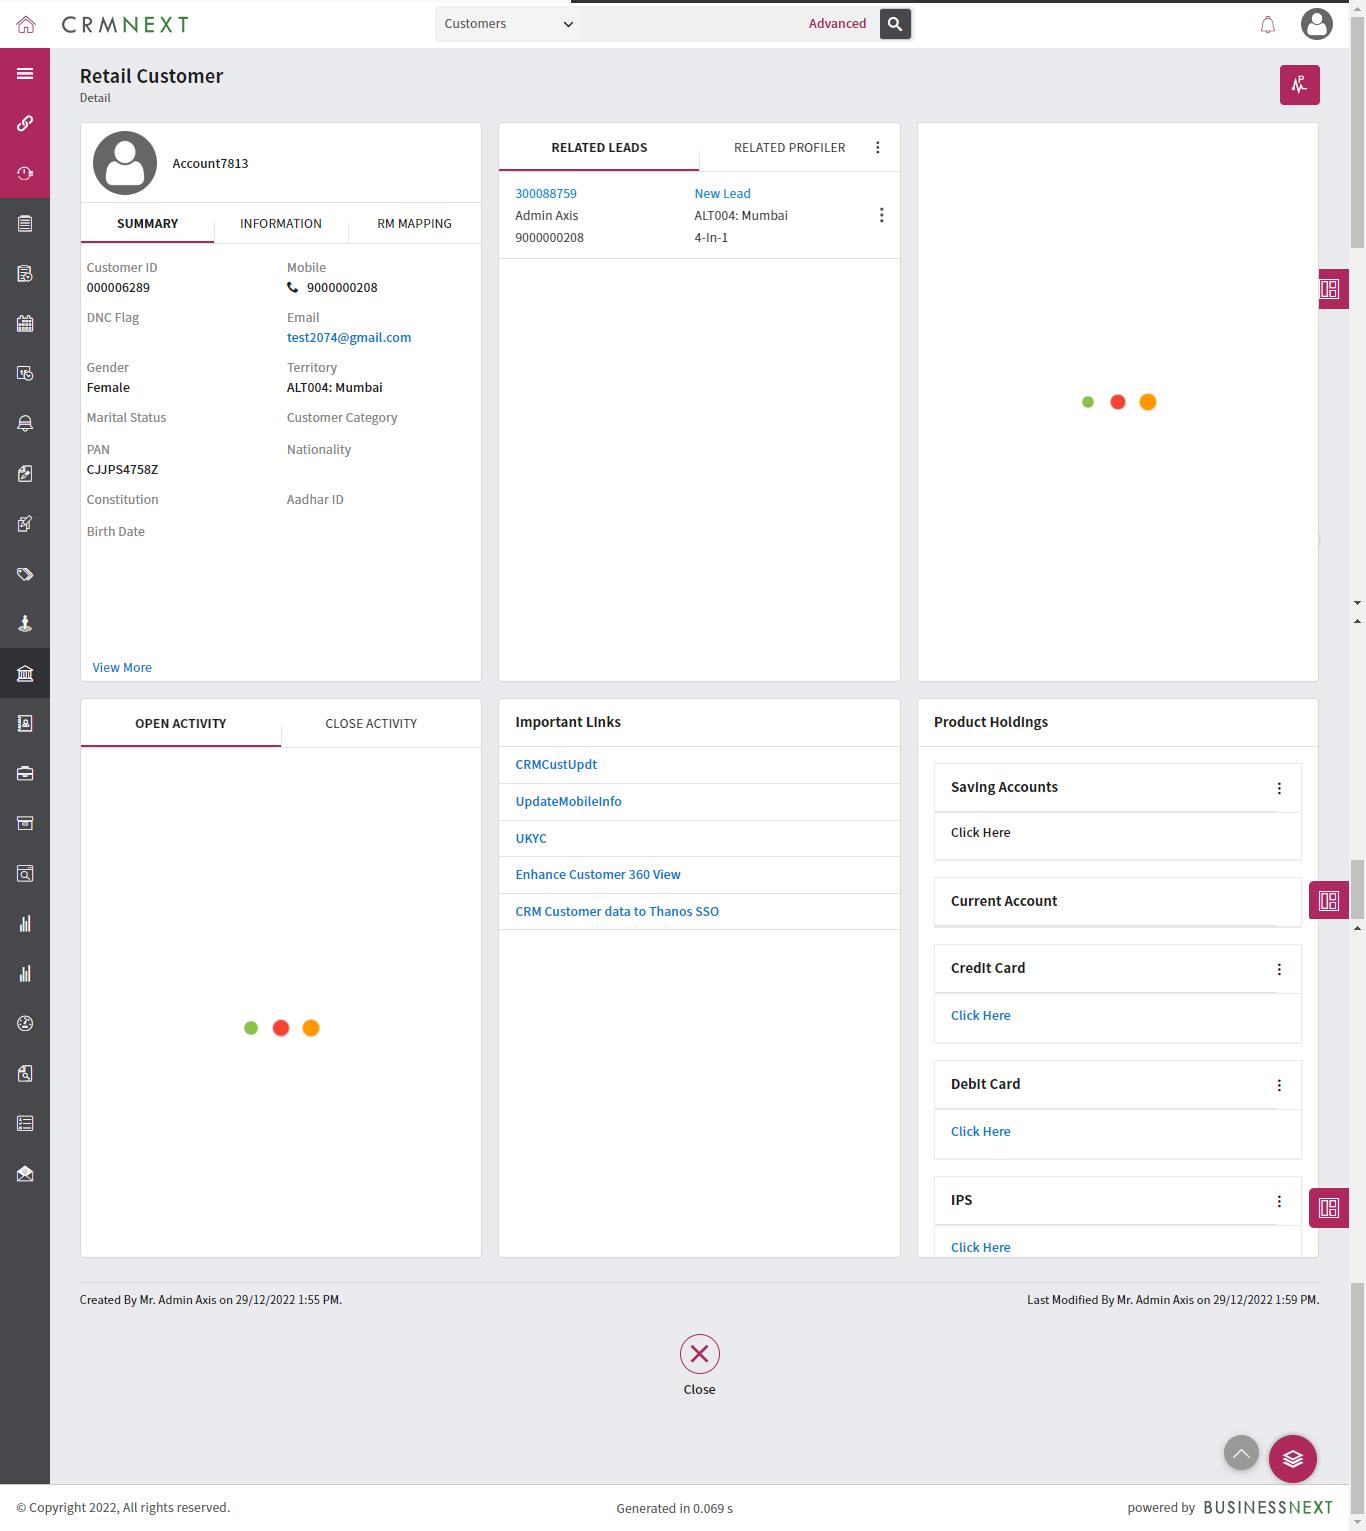 CRMNEXT
Customers
Advanced
Retail Customer
Detail
Account7813
SUMMARY INFORMATION RM MAPPING
Customer ID Mobile
000006289 9000000208
DNC Flag Email
test2074@gmail.com
Gender Territory
Female ALT004: Mumbai
Marital Status Customer Category
PAN Nationality
CJJPS4758Z
Constitution Aadhar ID
Birth Date
View More
RELATED LEADS RELATED PROFILER
300088759 New Lead
Admin Axis ALT004: Mumbai
9000000208 4-In-1
OPEN ACTIVITY CLOSE ACTIVITY
Important Links
CRMCustUpdt
UpdateMobileInfo
UKYC
Enhance Customer 360 View
CRM Customer data to Thanos SSO
Product Holdings
Saving Accounts
Click Here
Current Account
Credit Card
Click Here
Debit Card
Click Here
IPS
Click Here
Created By Mr. Admin Axis on 29/12/2022 1:55 PM. Last Modified By Mr. Admin Axis on 29/12/2022 1:59 PM.
Close
© Copyright 2022, All rights reserved. Generated in 0.069 s powered by BUSINESSNEXT